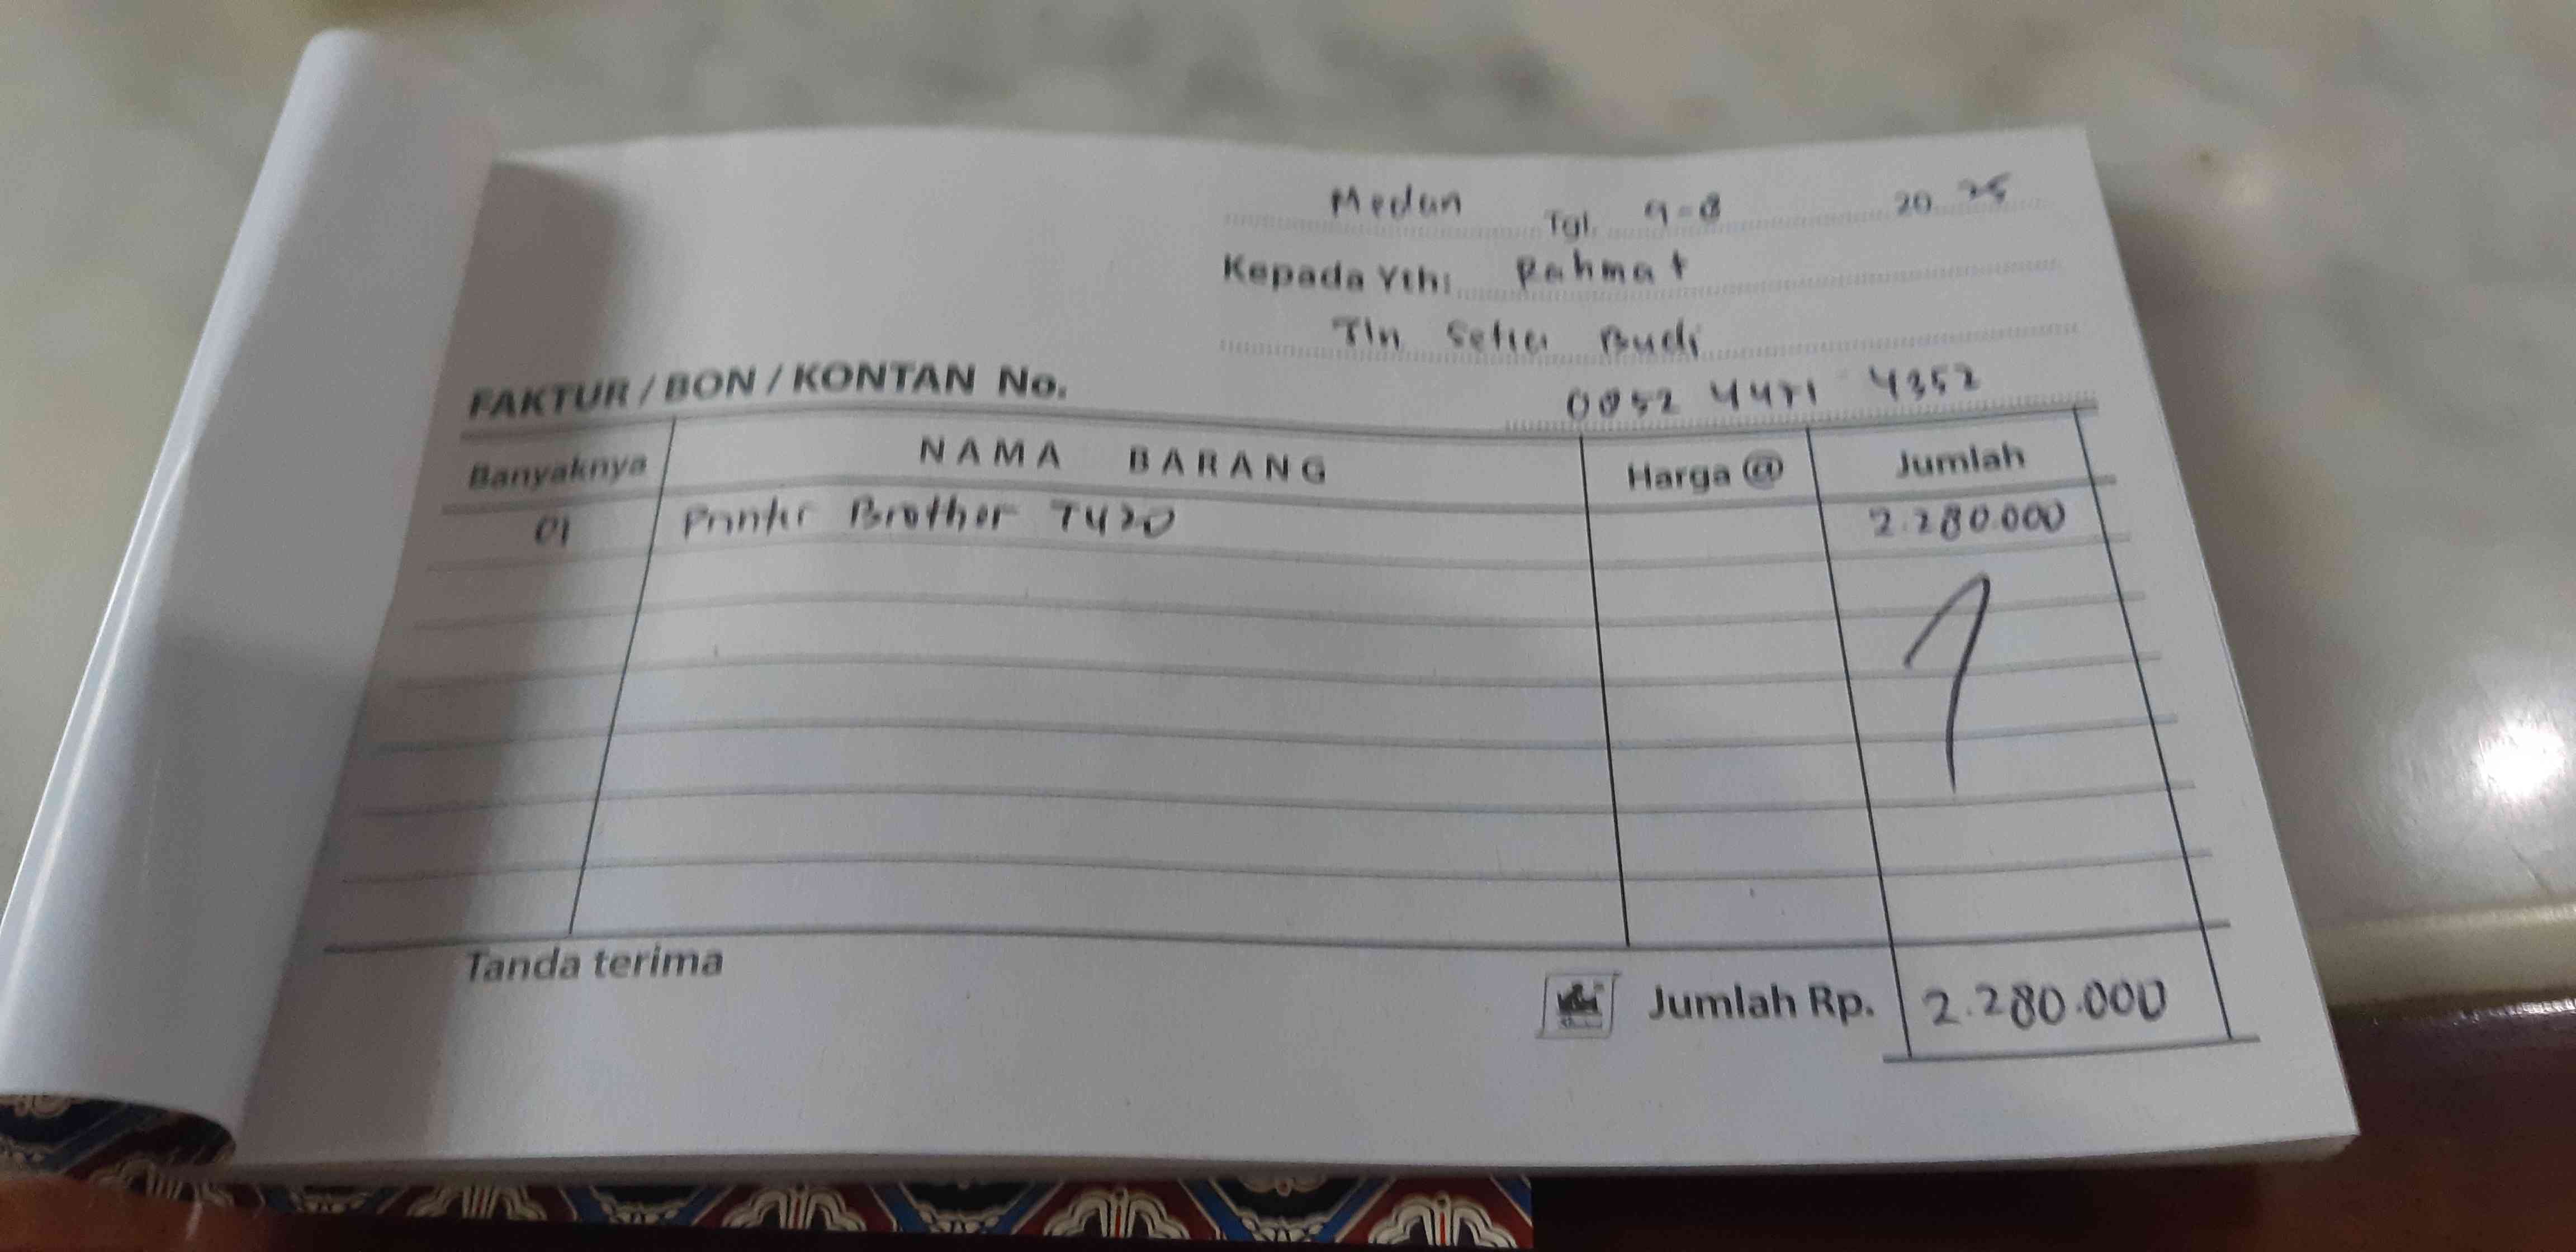 Medan Tgl. 9-8 20 25
Kepada Yth: Rahmat
Jln Setia Budi
FAKTUR / BON / KONTAN No.
0852 4471 4352
Banyaknya NAMA BARANG Harga @ Jumlah
01 Printer Brother T420 2.280.000
Tanda terima
Jumlah Rp. 2.280.000